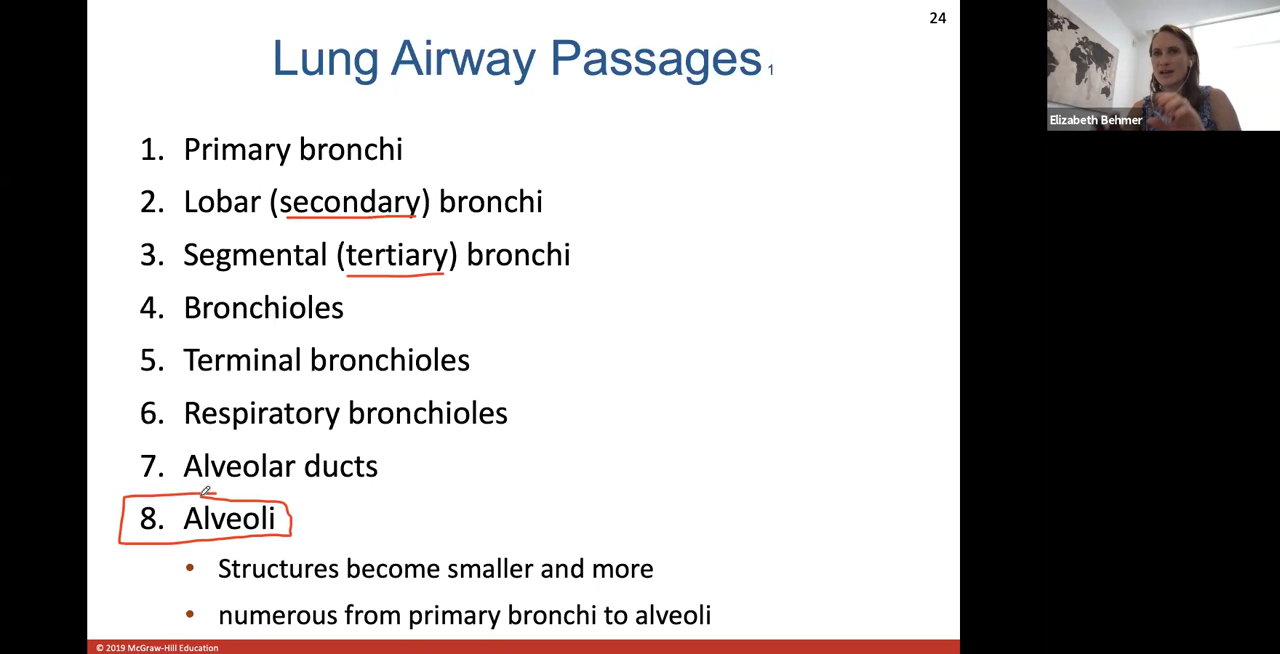 24
Lung Airway Passages 1
1. Primary bronchi
2. Lobar (secondary) bronchi
3. Segmental (tertiary) bronchi
4. Bronchioles
5. Terminal bronchioles
6. Respiratory bronchioles
7. Alveolar ducts
8. Alveoli
• Structures become smaller and more
• numerous from primary bronchi to alveoli
© 2019 McGraw-Hill Education
Elizabeth Behmer